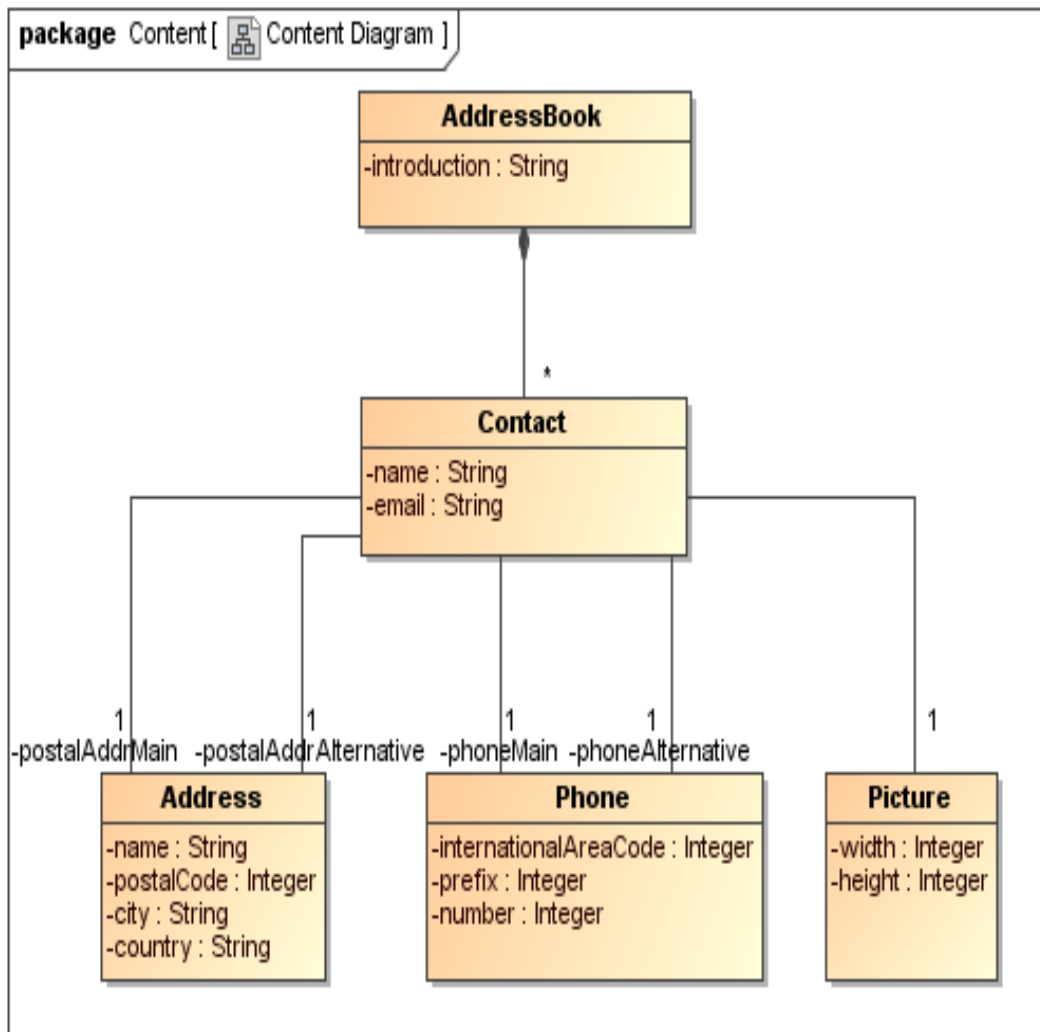 package Content [ Content Diagram ]
AddressBook
-introduction : String
*
Contact
-name : String
-email : String
1 1 1 1 1
-postalAddrMain -postalAddrAlternative -phoneMain -phoneAlternative
Address
-name : String
-postalCode : Integer
-city : String
-country : String
Phone
-internationalAreaCode : Integer
-prefix : Integer
-number : Integer
Picture
-width : Integer
-height : Integer